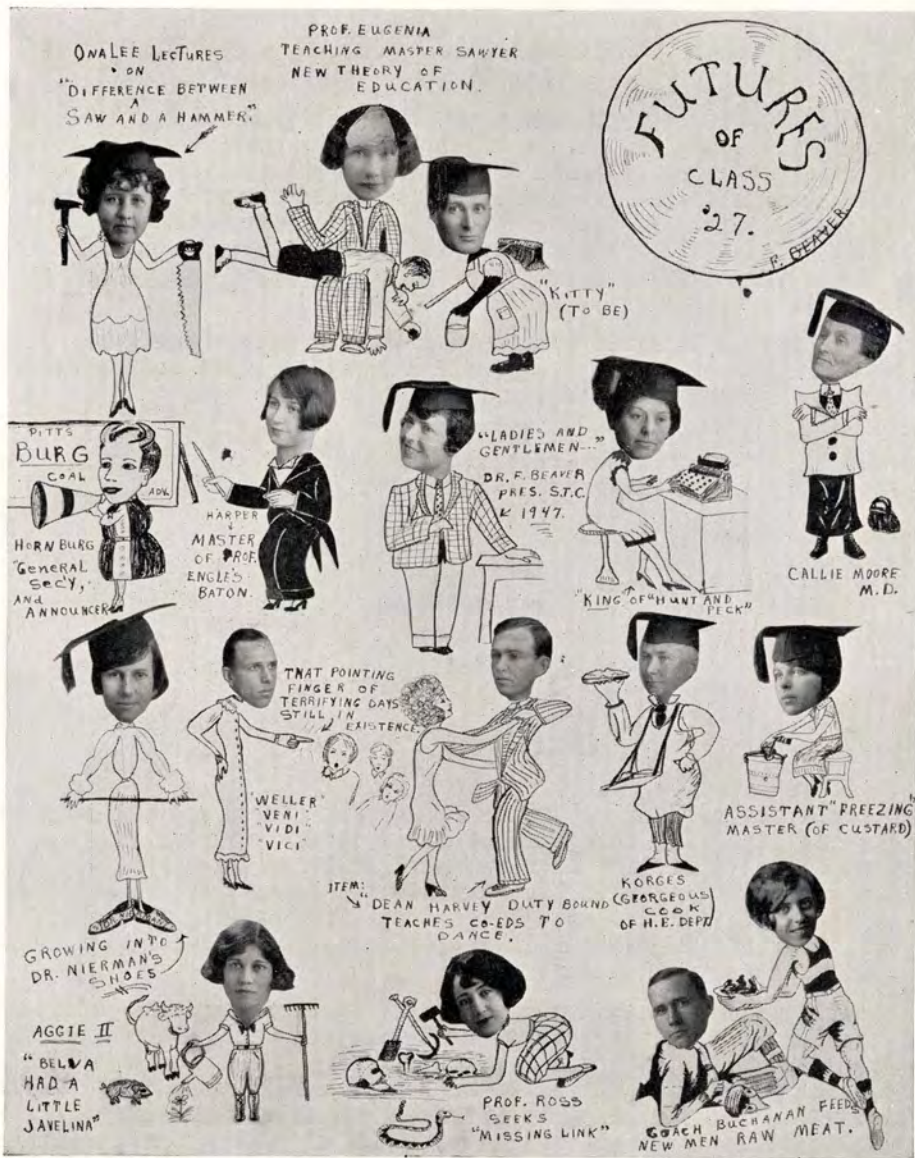 ONALEE LECTURES
ON
"DIFFERENCE BETWEEN
A
SAW AND A HAMMER."
PROF. EUGENIA
TEACHING MASTER SAWYER
NEW THEORY OF
EDUCATION.
FUTURES
OF
CLASS
'27.
F. BEAVER
"KITTY"
(TO BE)
PITTS
BURG
COAL
ADV.
HORNBURG
"GENERAL
SEC'Y,"
AND
ANNOUNCER
HARPER
MASTER
OF PROF.
ENGLE'S
BATON.
"LADIES AND
GENTLEMEN---"
DR. F. BEAVER
PRES. S.T.C.
1947.
"KING OF "HUNT AND
PECK"
CALLIE MOORE
M.D.
GROWING INTO
DR. NIERMAN'S
SHOES
"WELLER"
VENI
"VIDI"
"VICI"
THAT POINTING
FINGER OF
TERRIFYING DAYS
STILL IN
EXISTENCE.
ITEM:
"DEAN HARVEY DUTY BOUND
TEACHES CO-EDS TO
DANCE.
KORGES
(GEORGEOUS)
COOK
OF H.E. DEPT.
ASSISTANT "FREEZING"
MASTER (OF CUSTARD)
AGGIE II
"BELVA
HAD A
LITTLE
JAVELINA"
PROF. ROSS
SEEKS
"MISSING LINK"
COACH BUCHANAN FEEDS
NEW MEN RAW MEAT.